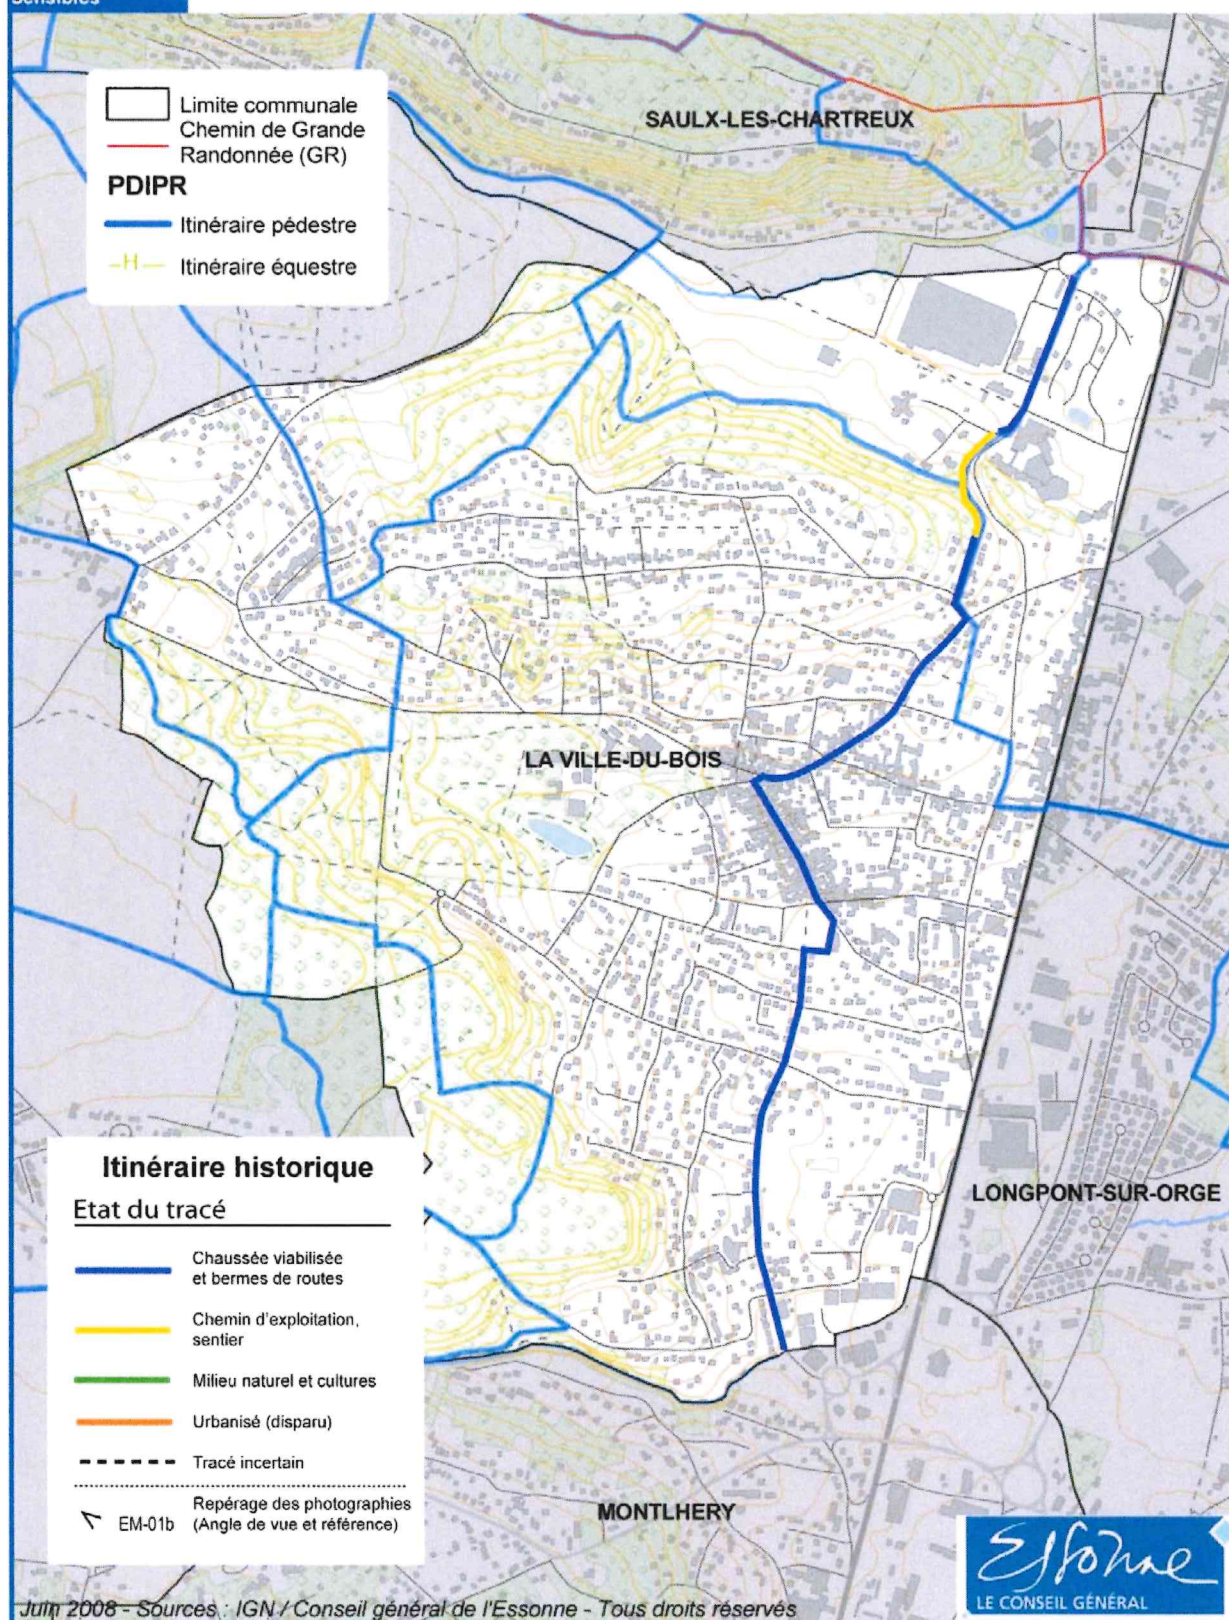 Sensibles
Limite communale
Chemin de Grande
Randonnée (GR)
PDIPR
Itinéraire pédestre
H Itinéraire équestre
SAULX-LES-CHARTREUX
LA VILLE-DU-BOIS
LONGPONT-SUR-ORGE
MONTLHERY
Itinéraire historique
Etat du tracé
Chaussée viabilisée
et bermes de routes
Chemin d'exploitation,
sentier
Milieu naturel et cultures
Urbanisé (disparu)
Tracé incertain
Repérage des photographies
EM-01b (Angle de vue et référence)
Essonne
LE CONSEIL GÉNÉRAL
Juin 2008 - Sources : IGN / Conseil général de l'Essonne - Tous droits réservés